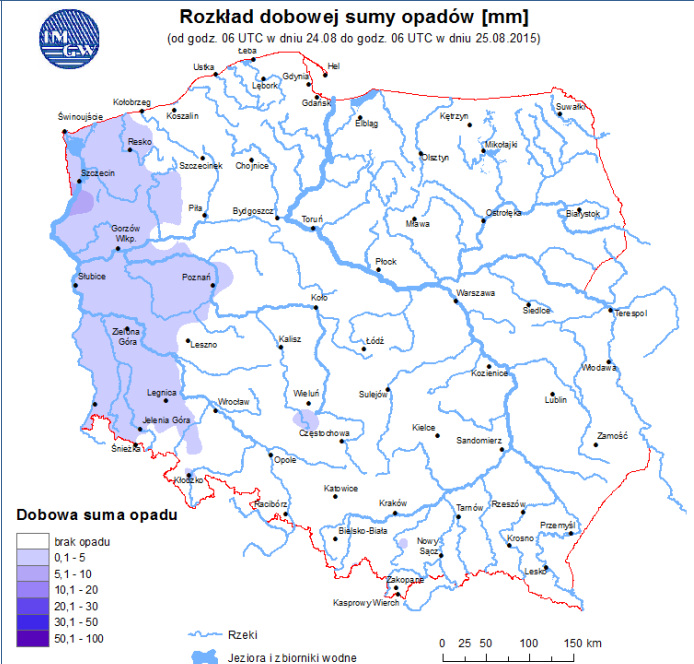 Rozkład dobowej sumy opadów [mm]
(od godz. 06 UTC w dniu 24.08 do godz. 06 UTC w dniu 25.08.2015)
IM
GW
Łeba
Hel
Ustka
Gdynia
Lębork
Gdańsk
Kołobrzeg
Koszalin
Świnoujście
Elbląg
Kętrzyn
Suwałki
Resko
Szczecinek
Chojnice
Olsztyn
Mikołajki
Szczecin
Piła
Bydgoszcz
Toruń
Mława
Ostrołęka
Białystok
Gorzów
Wlkp.
Płock
Słubice
Poznań
Koło
Warszawa
Siedlce
Terespol
Zielona
Góra
Leszno
Kalisz
Łódź
Kozienice
Włodawa
Legnica
Wrocław
Wieluń
Sulejów
Lublin
Jelenia Góra
Częstochowa
Kielce
Sandomierz
Zamość
Śnieżka
Opole
Kłodzko
Katowice
Racibórz
Kraków
Tarnów
Rzeszów
Przemyśl
Bielsko-Biała
Nowy
Sącz
Krosno
Lesko
Zakopane
Kasprowy Wierch
Dobowa suma opadu
brak opadu
0,1 - 5
5,1 - 10
10,1 - 20
20,1 - 30
30,1 - 50
50,1 - 100
Rzeki
Jeziora i zbiorniki wodne
0 25 50 100 150 km